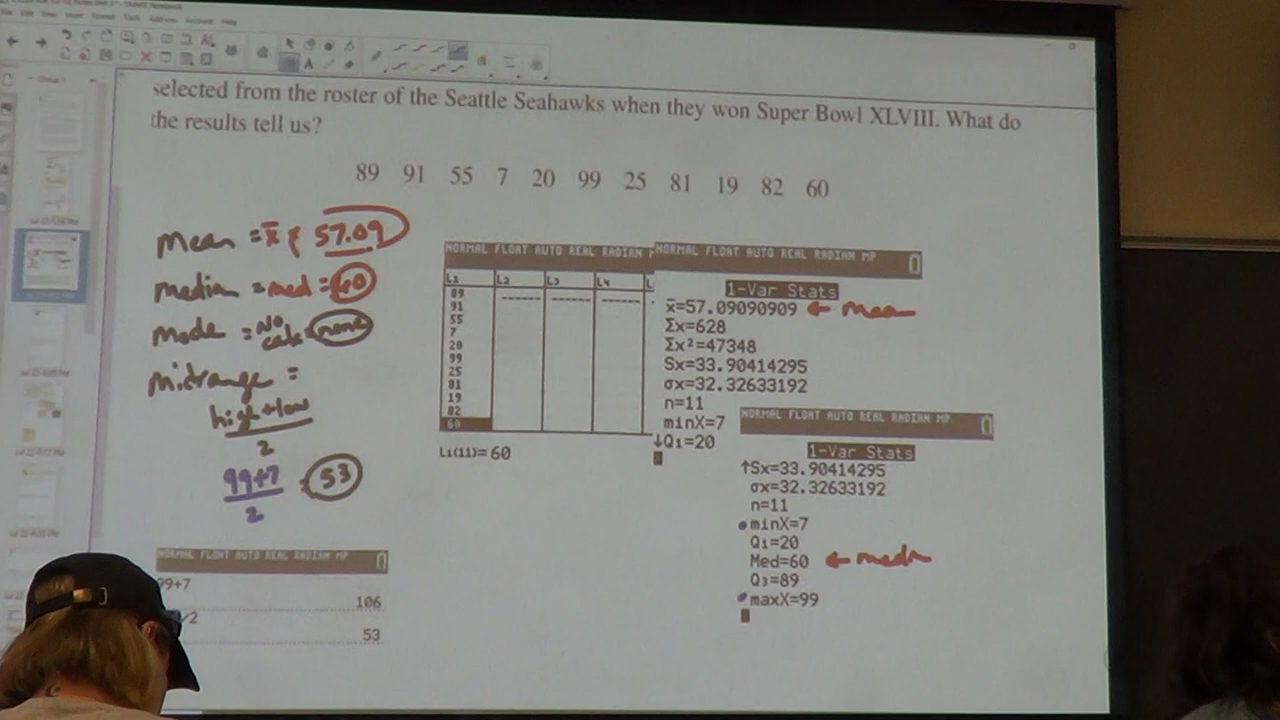 selected from the roster of the Seattle Seahawks when they won Super Bowl XLVIII. What do
the results tell us?
89 91 55 7 20 99 25 81 19 82 60
mean = x̄ 57.09
median = med = 60
mode = No calc = none
midrange =
high + low
2
99+7
2
= 53
NORMAL FLOAT AUTO REAL RADIAN MP
99+7
106
/2
53
NORMAL FLOAT AUTO REAL RADIAN
L1 L2 L3 L4
89
91
55
7
20
99
25
81
19
82
60
L1(11)=60
NORMAL FLOAT AUTO REAL RADIAN MP
1-Var Stats
x̄=57.09090909 ← mean
Σx=628
Σx²=47348
Sx=33.90414295
σx=32.32633192
n=11
minX=7
↓Q1=20
NORMAL FLOAT AUTO REAL RADIAN MP
1-Var Stats
↑Sx=33.90414295
σx=32.32633192
n=11
minX=7
Q1=20
Med=60 ← med
Q3=89
maxX=99